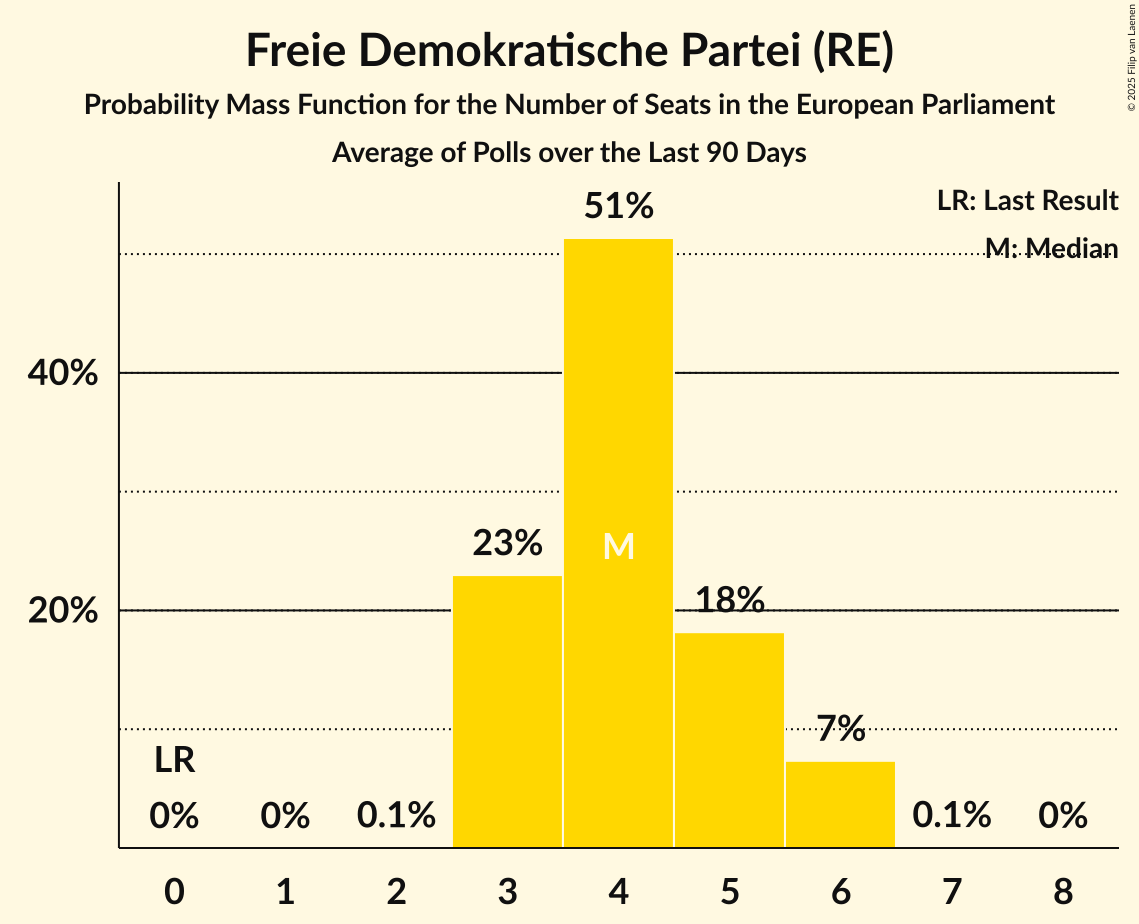 Freie Demokratische Partei (RE)
Probability Mass Function for the Number of Seats in the European Parliament
Average of Polls over the Last 90 Days
© 2025 Filip van Laenen
LR: Last Result
M: Median
51%
40%
23%
M
20%
18%
7%
LR
0%
0%
0.1%
0.1%
0%
0 1 2 3 4 5 6 7 8